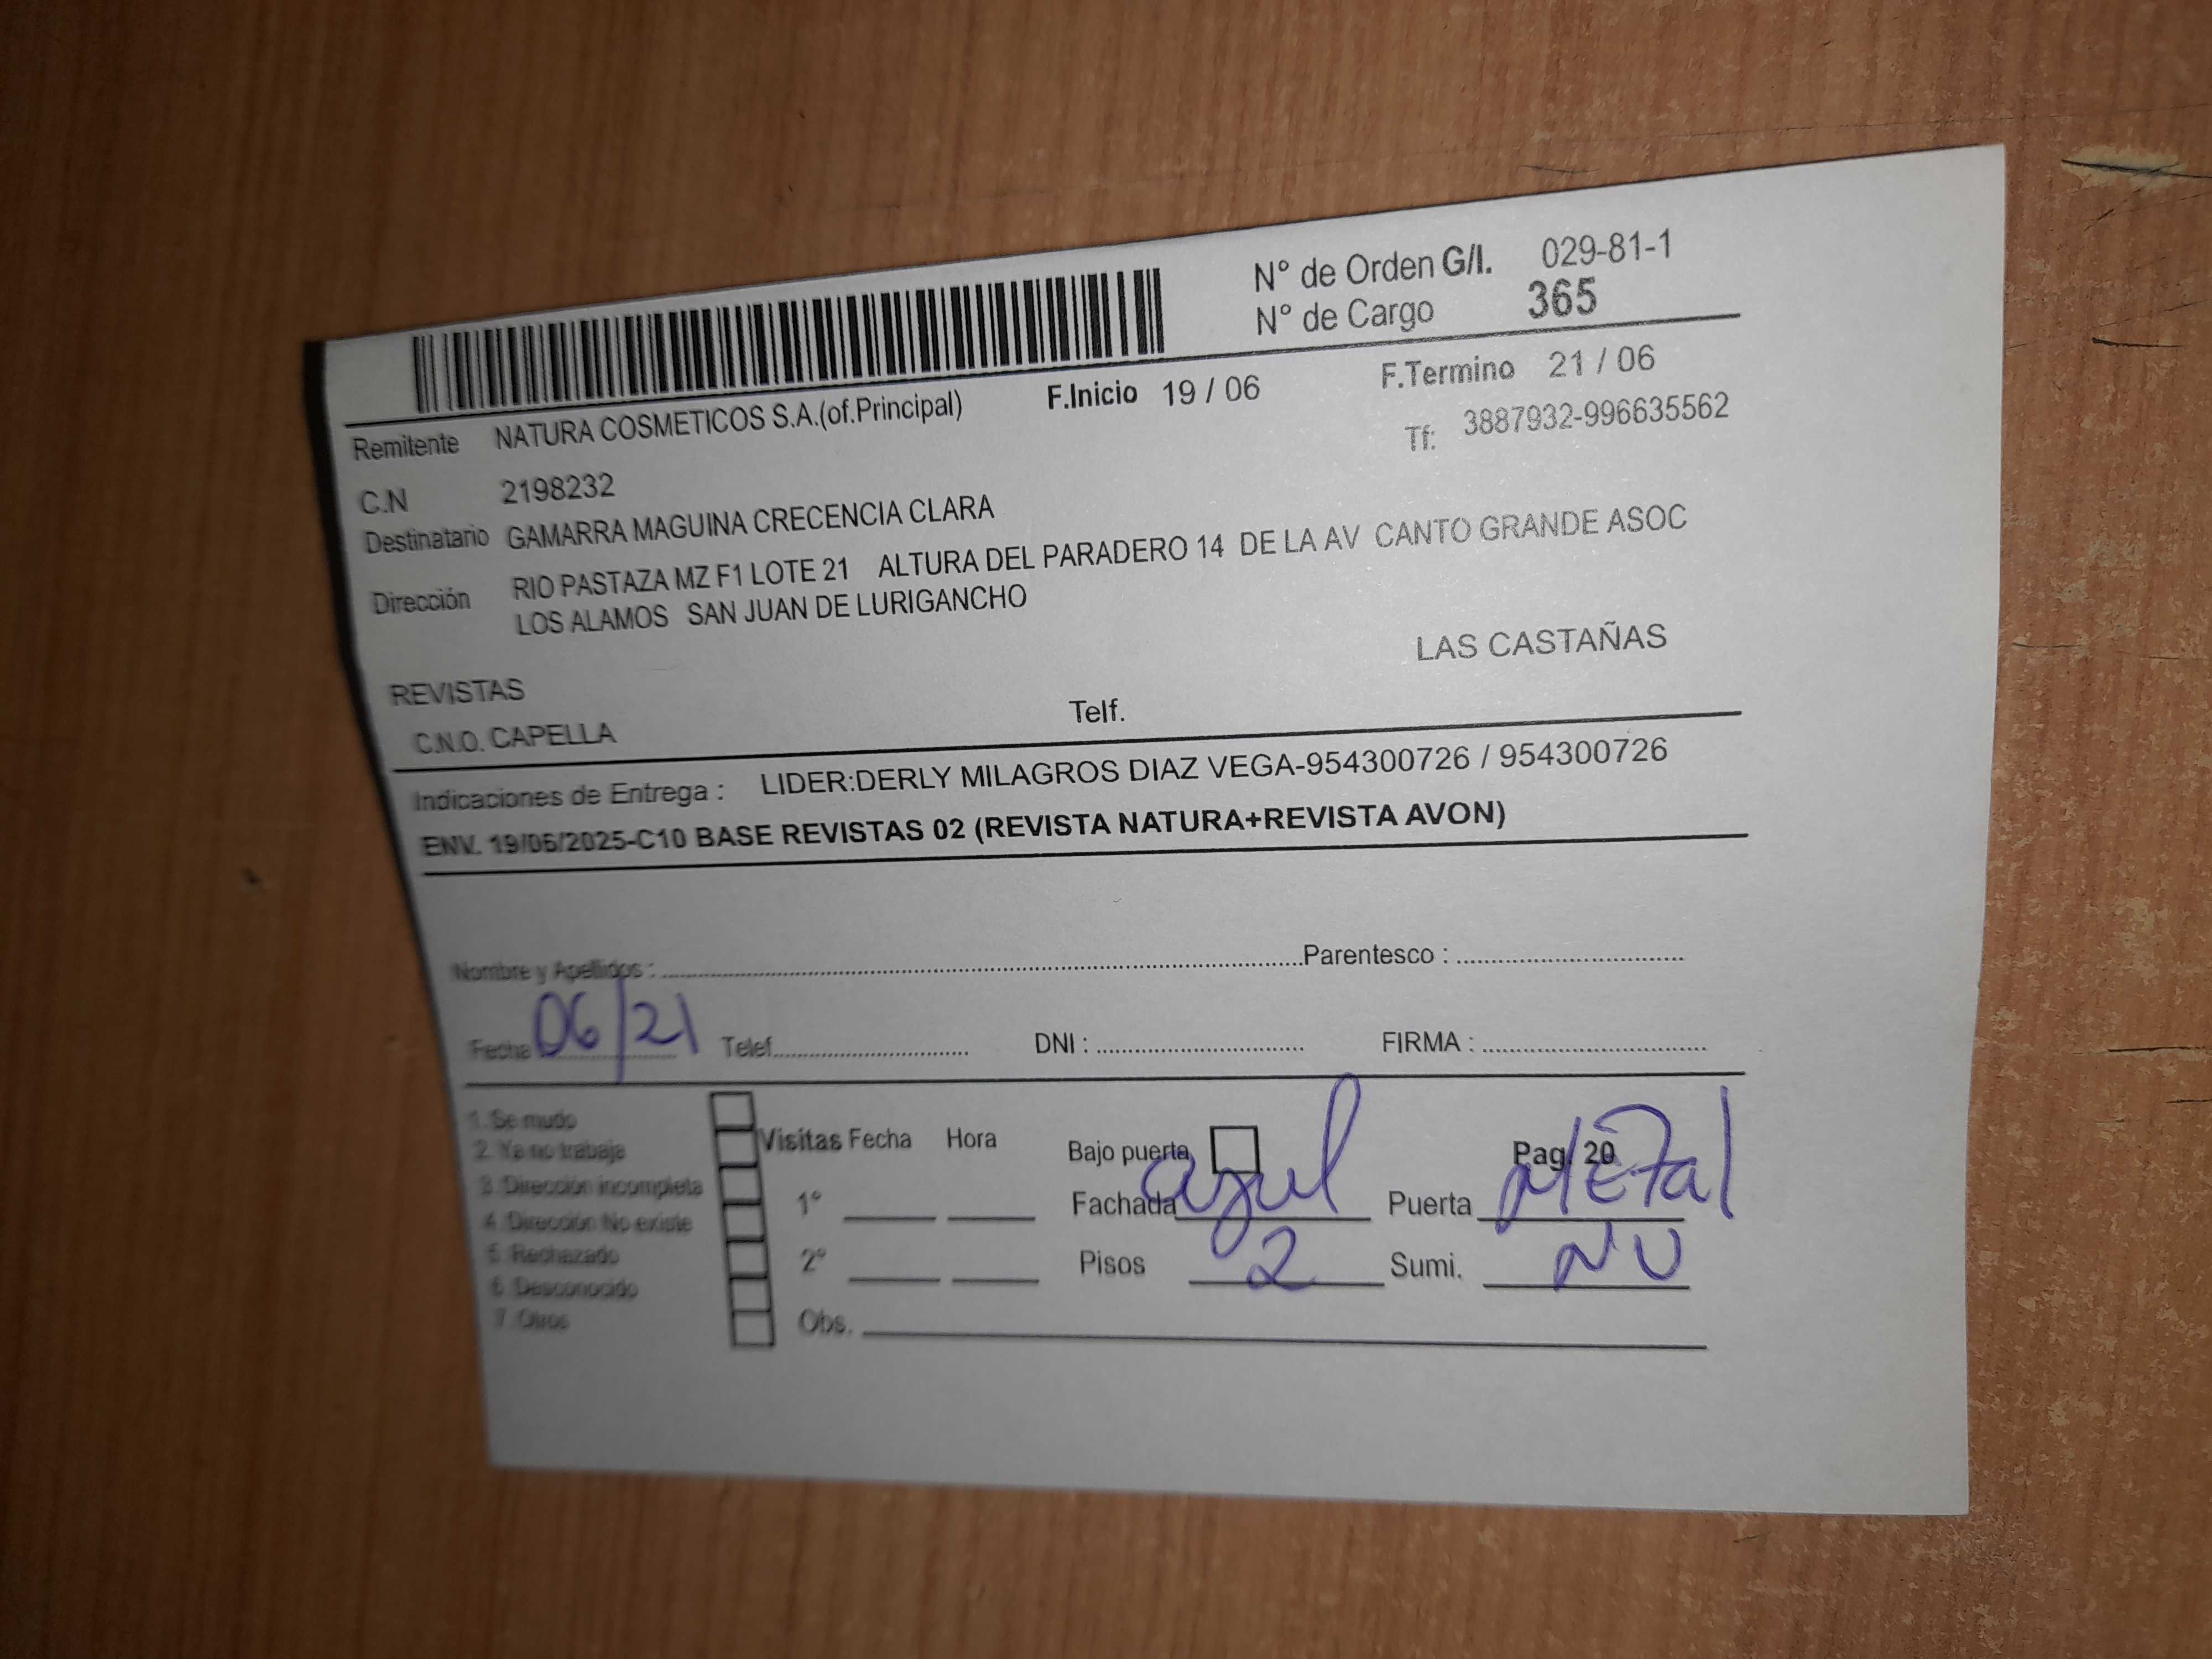 N° de Orden G/I. 029-81-1
N° de Cargo 365
F.Inicio 19 / 06 F.Termino 21 / 06
Remitente NATURA COSMETICOS S.A.(of.Principal) Tf: 3887932-996635562
C.N 2198232
Destinatario GAMARRA MAGUINA CRECENCIA CLARA
Dirección RIO PASTAZA MZ F1 LOTE 21 ALTURA DEL PARADERO 14 DE LA AV CANTO GRANDE ASOC
LOS ALAMOS SAN JUAN DE LURIGANCHO
LAS CASTAÑAS
REVISTAS
C.N.O. CAPELLA Telf.
Indicaciones de Entrega : LIDER:DERLY MILAGROS DIAZ VEGA-954300726 / 954300726
ENV. 19/06/2025-C10 BASE REVISTAS 02 (REVISTA NATURA+REVISTA AVON)
Nombre y Apellidos : Parentesco :
Fecha 06/21 Telef. DNI : FIRMA :
1. Se mudo
2. Ya no trabaja
3. Dirección incompleta
4. Dirección No existe
5. Rechazado
6. Desconocido
7. Otros
Visitas Fecha Hora
1°
2°
Obs.
Bajo puerta Pag. 20
Fachada azul Puerta METal
Pisos 2 Sumi. NO